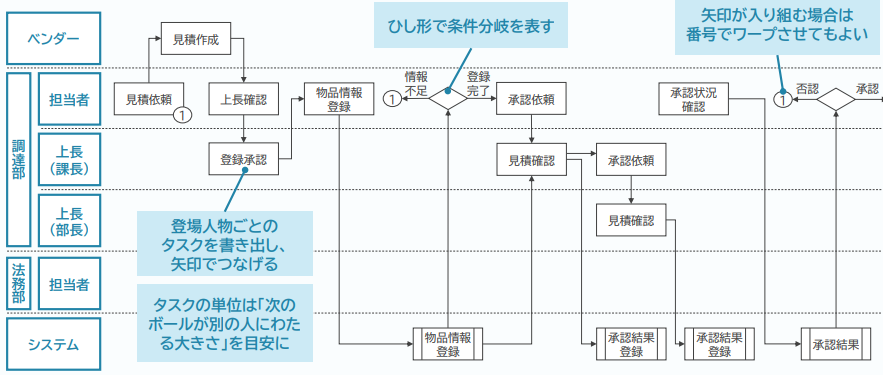 ひし形で条件分岐を表す
矢印が入り組む場合は
番号でワープさせてもよい
ベンダー
見積作成
調達部
担当者
見積依頼
1
上長確認
物品情報
登録
1
情報
不足
登録
完了
承認依頼
承認状況
確認
1
否認
承認
上長
(課長)
登録承認
見積確認
承認依頼
上長
(部長)
見積確認
登場人物ごとの
タスクを書き出し、
矢印でつなげる
法務部
担当者
タスクの単位は「次の
ボールが別の人にわた
る大きさ」を目安に
システム
物品情報
登録
承認結果
登録
承認結果
登録
承認結果